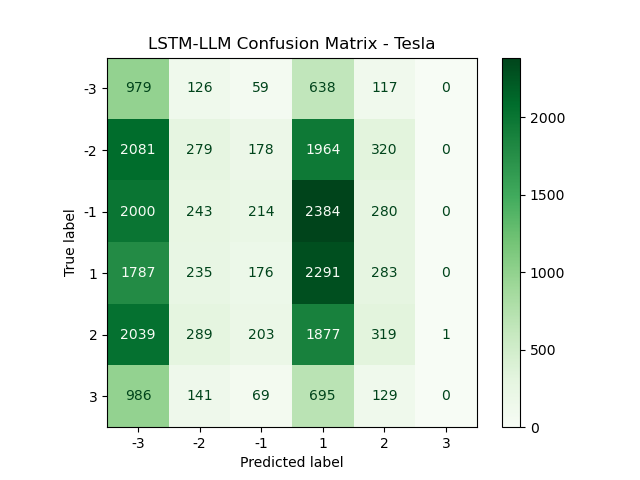 LSTM-LLM Confusion Matrix - Tesla
-3 979 126 59 638 117 0
-2 2081 279 178 1964 320 0
-1 2000 243 214 2384 280 0
1 1787 235 176 2291 283 0
2 2039 289 203 1877 319 1
3 986 141 69 695 129 0
-3 -2 -1 1 2 3
Predicted label
True label
2000
1500
1000
500
0